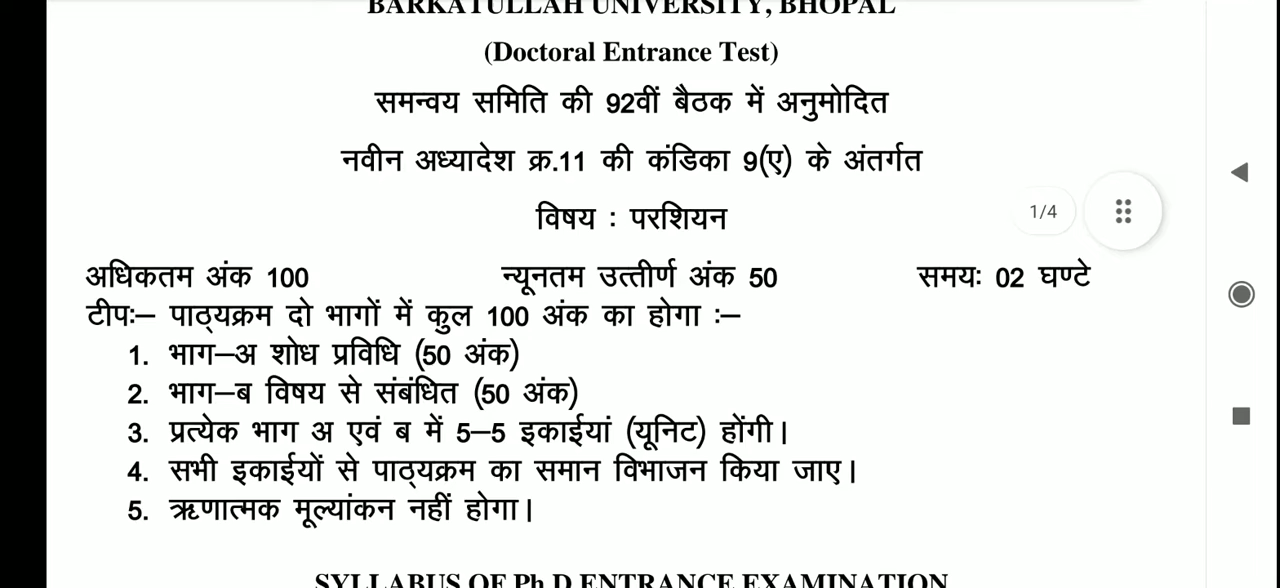 BARKATULLAH UNIVERSITY, BHOPAL
(Doctoral Entrance Test)
समन्वय समिति की 92वीं बैठक में अनुमोदित
नवीन अध्यादेश क्र.11 की कंडिका 9(ए) के अंतर्गत
विषय : परशियन
1/4
अधिकतम अंक 100 न्यूनतम उत्तीर्ण अंक 50 समयः 02 घण्टे
टीपः– पाठ्यक्रम दो भागों में कुल 100 अंक का होगा :–
1. भाग–अ शोध प्रविधि (50 अंक)
2. भाग–ब विषय से संबंधित (50 अंक)
3. प्रत्येक भाग अ एवं ब में 5–5 इकाईयां (यूनिट) होंगी।
4. सभी इकाईयों से पाठ्यक्रम का समान विभाजन किया जाए।
5. ऋणात्मक मूल्यांकन नहीं होगा।
SYLLABUS OF Ph.D ENTRANCE EXAMINATION